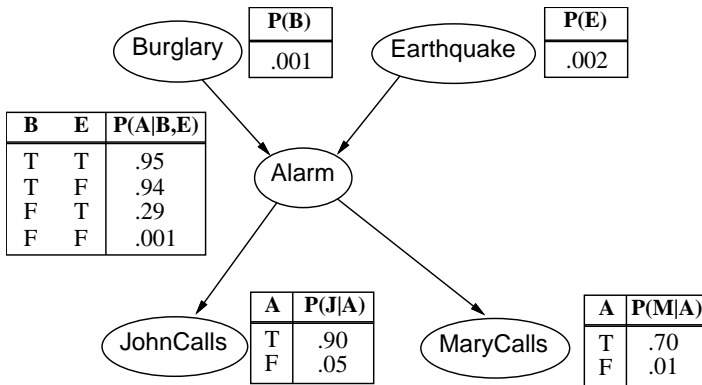 Burglary
P(B)
.001
Earthquake
P(E)
.002
B E P(A|B,E)
T T .95
T F .94
F T .29
F F .001
Alarm
JohnCalls
A P(J|A)
T .90
F .05
MaryCalls
A P(M|A)
T .70
F .01